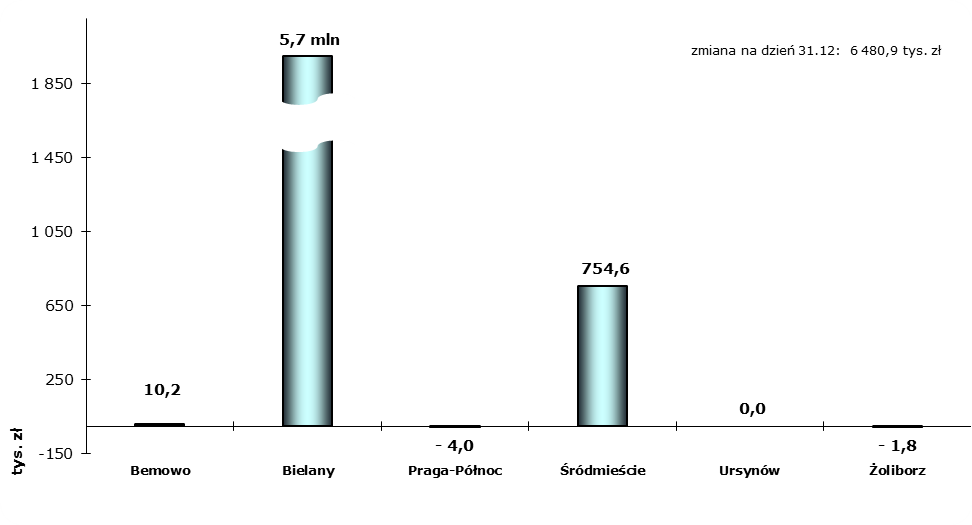 5,7 mln
zmiana na dzień 31.12: 6 480,9 tys. zł
1 850
1 450
1 050
754,6
650
250
10,2
0,0
- 4,0
- 1,8
-150
tys. zł
Bemowo Bielany Praga-Północ Śródmieście Ursynów Żoliborz